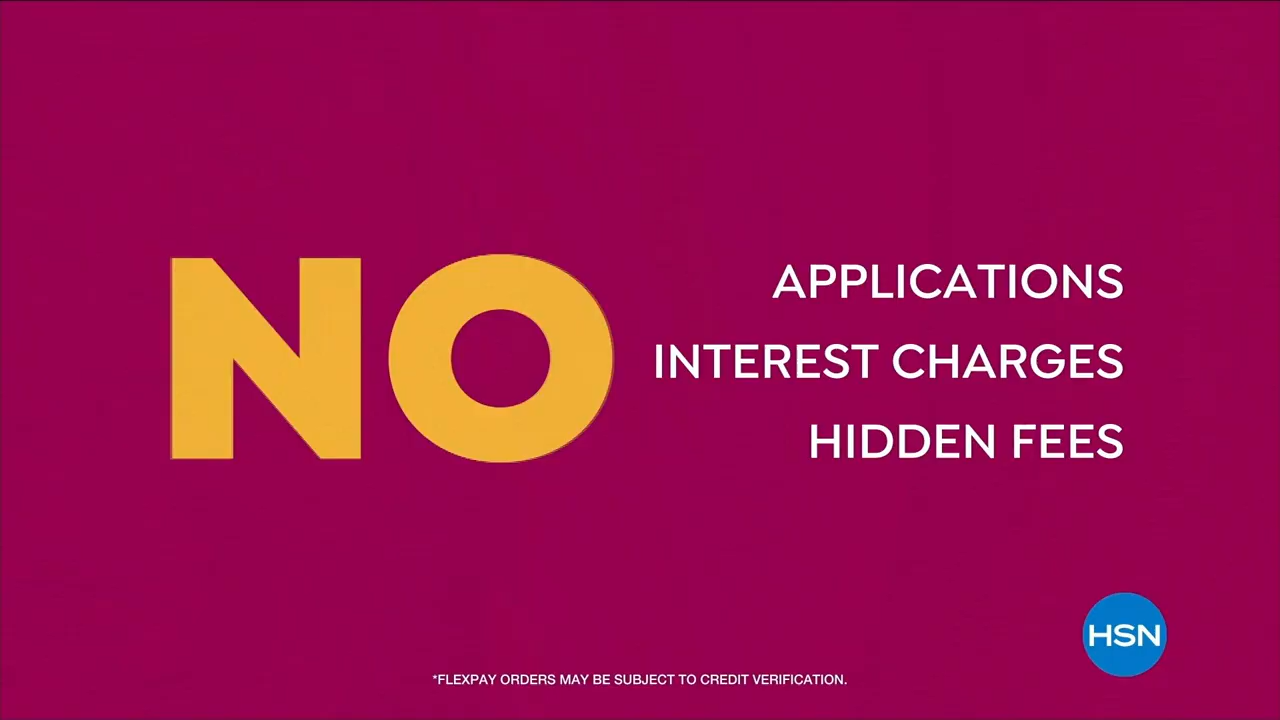 NO
APPLICATIONS
INTEREST CHARGES
HIDDEN FEES
HSN
*FLEXPAY ORDERS MAY BE SUBJECT TO CREDIT VERIFICATION.